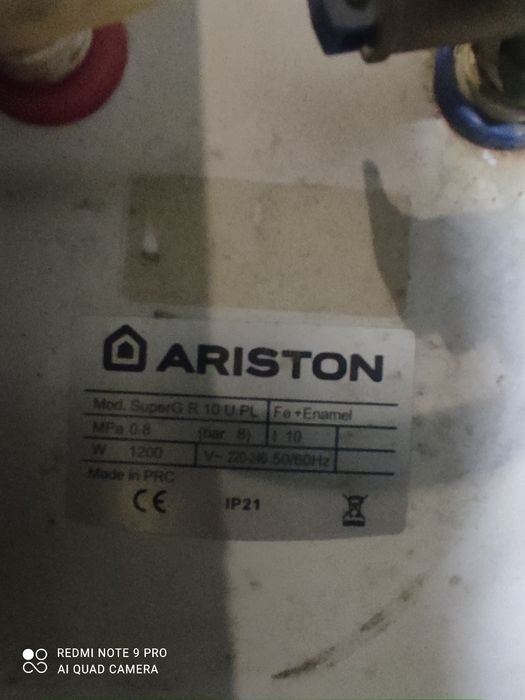 ARISTON
Mod. SuperG R 10 U PL Fe +Enamel
MPa 0.8 (bar 8) l 10
W 1200 V~ 220-240 50/60Hz
Made in PRC
CE IP21
REDMI NOTE 9 PRO
AI QUAD CAMERA